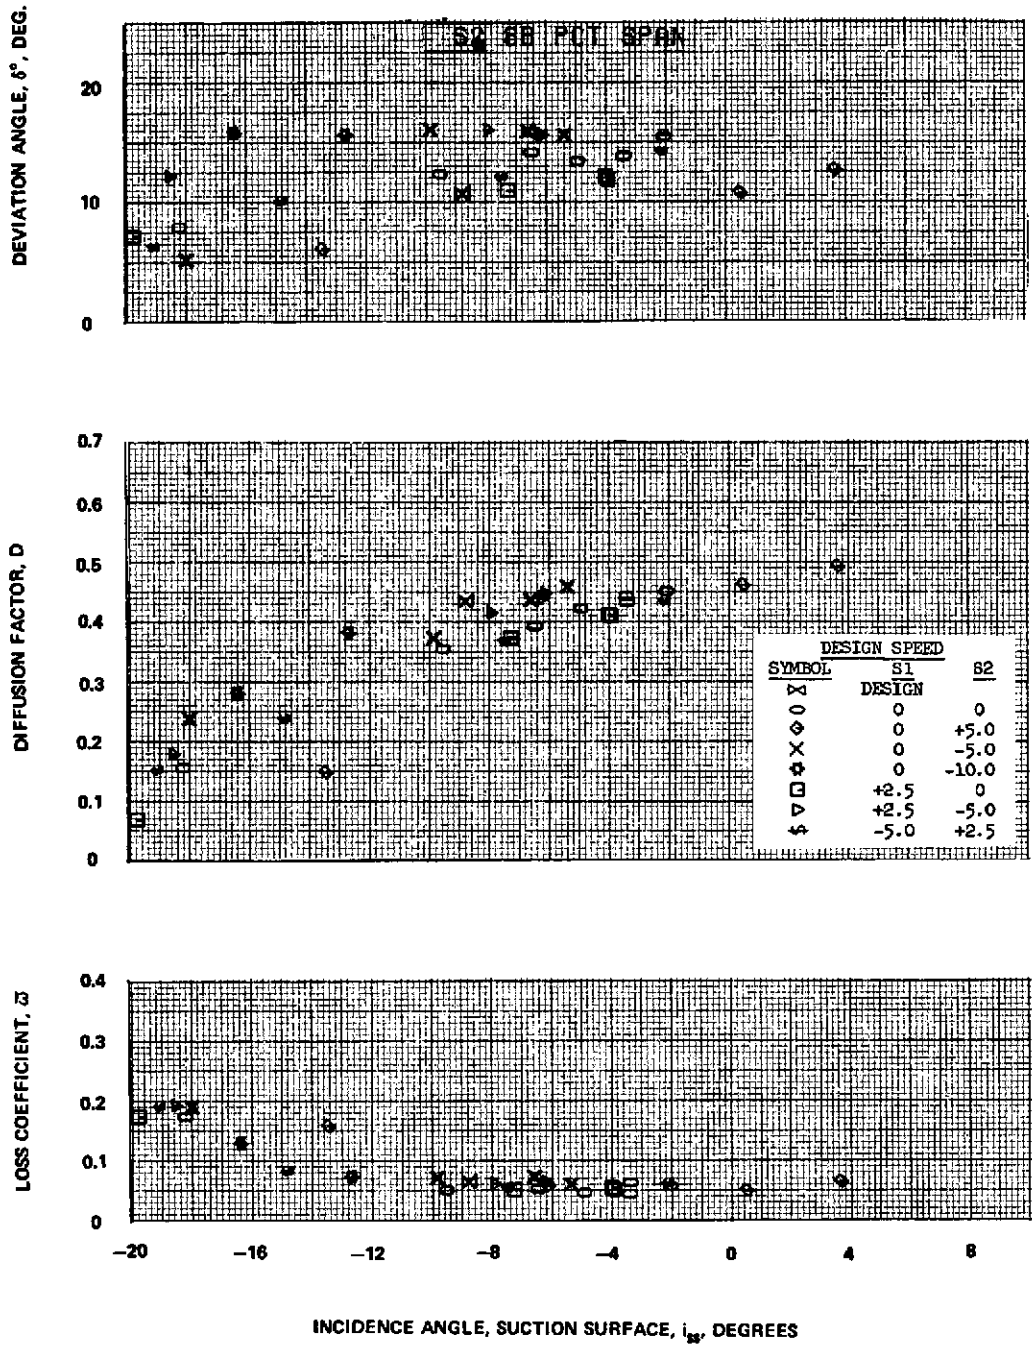 S2 88 PCT SPAN
DEVIATION ANGLE, δ°, DEG.
20
10
0
DIFFUSION FACTOR, D
0.7
0.6
0.5
0.4
0.3
0.2
0.1
0
DESIGN SPEED
SYMBOL S1 S2
DESIGN
0 0
0 +5.0
0 -5.0
0 -10.0
+2.5 0
+2.5 -5.0
-5.0 +2.5
LOSS COEFFICIENT, ω̄
0.4
0.3
0.2
0.1
0
-20 -16 -12 -8 -4 0 4 8
INCIDENCE ANGLE, SUCTION SURFACE, iss, DEGREES